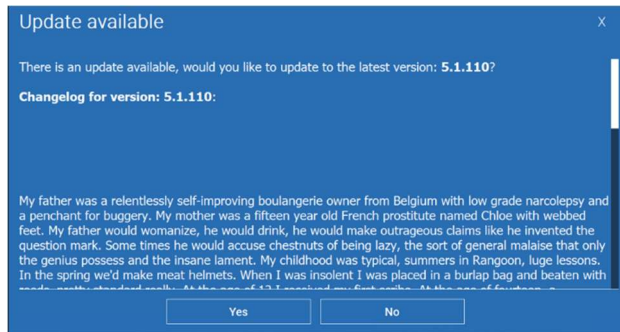 Update available
X
There is an update available, would you like to update to the latest version: 5.1.110?
Changelog for version: 5.1.110:
My father was a relentlessly self-improving boulangerie owner from Belgium with low grade narcolepsy and
a penchant for buggery. My mother was a fifteen year old French prostitute named Chloe with webbed
feet. My father would womanize, he would drink, he would make outrageous claims like he invented the
question mark. Some times he would accuse chestnuts of being lazy, the sort of general malaise that only
the genius possess and the insane lament. My childhood was typical, summers in Rangoon, luge lessons.
In the spring we'd make meat helmets. When I was insolent I was placed in a burlap bag and beaten with
reeds, pretty standard really. At the age of 12 I received my first scribe. At the age of fourteen, a
Yes
No